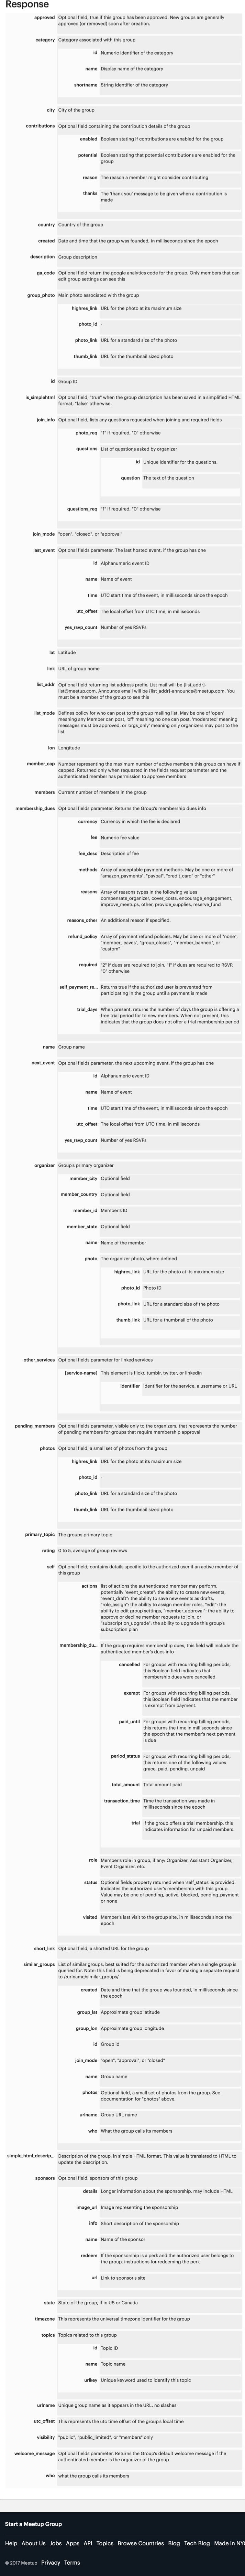 Response
approved Optional field, true if this group has been approved. New groups are generally
approved (or removed) soon after creation.
category Category associated with this group
id Numeric identifier of the category
name Display name of the category
shortname String identifier of the category
city City of the group
contributions Optional field containing the contribution details of the group
enabled Boolean stating if contributions are enabled for the group
potential Boolean stating that potential contributions are enabled for the
group
reason The reason a member might consider contributing
thanks The 'thank you' message to be given when a contribution is
made
country Country of the group
created Date and time that the group was founded, in milliseconds since the epoch
description Group description
ga_code Optional field return the google analytics code for the group. Only members that can
edit group settings can see this
group_photo Main photo associated with the group
highres_link URL for the photo at its maximum size
photo_id -
photo_link URL for a standard size of the photo
thumb_link URL for the thumbnail sized photo
id Group ID
is_simplehtml Optional field, "true" when the group description has been saved in a simplified HTML
format, "false" otherwise.
join_info Optional field, lists any questions requested when joining and required fields
photo_req "1" if required, "0" otherwise
questions List of questions asked by organizer
id Unique identifier for the questions.
question The text of the question
questions_req "1" if required, "0" otherwise
join_mode "open", "closed", or "approval"
last_event Optional fields parameter. The last hosted event, if the group has one
id Alphanumeric event ID
name Name of event
time UTC start time of the event, in milliseconds since the epoch
utc_offset The local offset from UTC time, in milliseconds
yes_rsvp_count Number of yes RSVPs
lat Latitude
link URL of group home
list_addr Optional field returning list address prefix. List mail will be {list_addr}-
list@meetup.com. Announce email will be {list_addr}-announce@meetup.com. You
must be a member of the group to see this
list_mode Defines policy for who can post to the group mailing list. May be one of 'open'
meaning any Member can post, 'off' meaning no one can post, 'moderated' meaning
messages must be approved, or 'orgs_only' meaning only organizers may post to the
list
lon Longitude
member_cap Number representing the maximum number of active members this group can have if
capped. Returned only when requested in the fields request parameter and the
authenticated member has permission to approve members
members Current number of members in the group
membership_dues Optional fields parameters. Returns the Group's membership dues info
currency Currency in which the fee is declared
fee Numeric fee value
fee_desc Description of fee
methods Array of acceptable payment methods. May be one or more of
"amazon_payments", "paypal", "credit_card" or "other"
reasons Array of reasons types in the following values
compensate_organizer, cover_costs, encourage_engagement,
improve_meetups, other, provide_supplies, reserve_fund
reasons_other An additional reason if specified.
refund_policy Array of payment refund policies. May be one or more of "none",
"member_leaves", "group_closes", "member_banned", or
"custom"
required "2" if dues are required to join, "1" if dues are required to RSVP,
"0" otherwise
self_payment_re... Returns true if the authorized user is prevented from
participating in the group until a payment is made
trial_days When present, returns the number of days the group is offering a
free trial period for to new members. When not present, this
indicates that the group does not offer a trial membership period
name Group name
next_event Optional fields parameter. the next upcoming event, if the group has one
id Alphanumeric event ID
name Name of event
time UTC start time of the event, in milliseconds since the epoch
utc_offset The local offset from UTC time, in milliseconds
yes_rsvp_count Number of yes RSVPs
organizer Group's primary organizer
member_city Optional field
member_country Optional field
member_id Member's ID
member_state Optional field
name Name of the member
photo The organizer photo, where defined
highres_link URL for the photo at its maximum size
photo_id Photo ID
photo_link URL for a standard size of the photo
thumb_link URL for a thumbnail of the photo
other_services Optional fields parameter for linked services
[service-name] This element is flickr, tumblr, twitter, or linkedin
identifier identifier for the service, a username or URL
pending_members Optional fields parameter, visible only to the organizers, that represents the number
of pending members for groups that require membership approval
photos Optional field, a small set of photos from the group
highres_link URL for the photo at its maximum size
photo_id -
photo_link URL for a standard size of the photo
thumb_link URL for the thumbnail sized photo
primary_topic The groups primary topic
rating 0 to 5, average of group reviews
self Optional field, contains details specific to the authorized user if an active member of
this group
actions list of actions the authenticated member may perform,
potentially "event_create": the ability to create new events,
"event_draft": the ability to save new events as drafts,
"role_assign": the ability to assign member roles, "edit": the
ability to edit group settings, "member_approval": the ability to
approve or deny member requests to join, or
"subscription_upgrade": the ability to upgrade this group's
subscription plan
membership_du... If the group requires membership dues, this field will include the
authenticated member's dues info
cancelled For groups with recurring billing periods,
this Boolean field indicates that
membership dues were cancelled
exempt For groups with recurring billing periods,
this Boolean field indicates that the member
is exempt from payment.
paid_until For groups with recurring billing periods,
this returns the time in milliseconds since
the epoch that the member's next payment
is due
period_status For groups with recurring billing periods,
this returns one of the following values
grace, paid, pending, unpaid
total_amount Total amount paid
transaction_time Time the transaction was made in
milliseconds since the epoch
trial If the group offers a trial membership, this
indicates information for unpaid members.
role Member's role in group, if any: Organizer, Assistant Organizer,
Event Organizer, etc.
status Optional fields property returned when 'self_status' is provided.
Indicates the authorized user's membership with this group.
Value may be one of pending, active, blocked, pending_payment
or none
visited Member's last visit to the group site, in milliseconds since the
epoch
short_link Optional field, a shorted URL for the group
similar_groups List of similar groups, best suited for the authorized member when a single group is
queried for. Note: this field is being deprecated in favor of making a separate request
to /:urlname/similar_groups/
created Date and time that the group was founded, in milliseconds since
the epoch
group_lat Approximate group latitude
group_lon Approximate group longitude
id Group id
join_mode "open", "approval", or "closed"
name Group name
photos Optional field, a small set of photos from the group. See
documentation for "photos" above.
urlname Group URL name
who What the group calls its members
simple_html_descrip... Description of the group, in simple HTML format. This value is translated to HTML to
update the description.
sponsors Optional field, sponsors of this group
details Longer information about the sponsorship, may include HTML
image_url Image representing the sponsorship
info Short description of the sponsorship
name Name of the sponsor
redeem If the sponsorship is a perk and the authorized user belongs to
the group, instructions for redeeming the perk
url Link to sponsor's site
state State of the group, if in US or Canada
timezone This represents the universal timezone identifier for the group
topics Topics related to this group
id Topic ID
name Topic name
urlkey Unique keyword used to identify this topic
urlname Unique group name as it appears in the URL, no slashes
utc_offset This represents the utc time offset of the group's local time
visibility "public", "public_limited", or "members" only
welcome_message Optional fields parameter. Returns the Group's default welcome message if the
authenticated member is the organizer of the group
who what the group calls its members
Start a Meetup Group
Help About Us Jobs Apps API Topics Browse Countries Blog Tech Blog Made in NY
© 2017 Meetup Privacy Terms